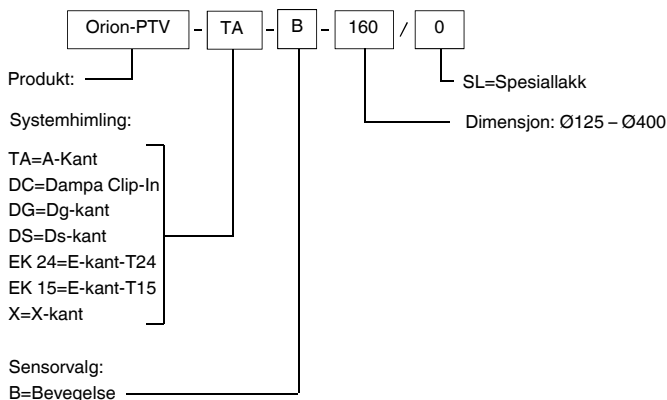 Orion-PTV - TA - B - 160 / 0
Produkt:
SL=Spesiallakk
Systemhimling:
Dimensjon: Ø125 – Ø400
TA=A-Kant
DC=Dampa Clip-In
DG=Dg-kant
DS=Ds-kant
EK 24=E-kant-T24
EK 15=E-kant-T15
X=X-kant
Sensorvalg:
B=Bevegelse